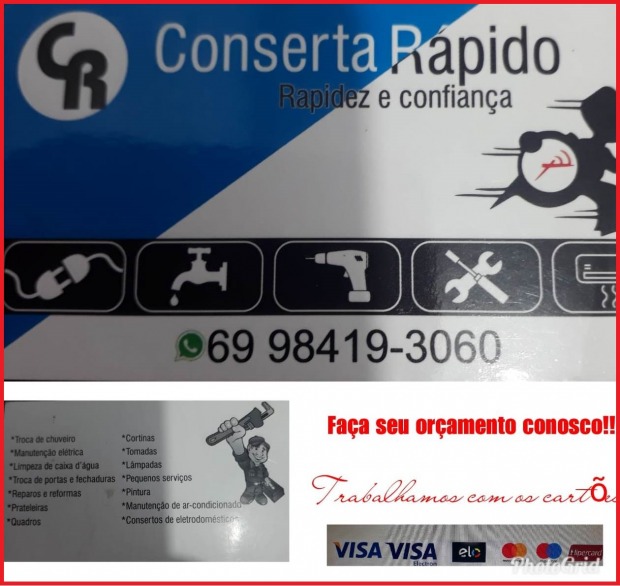 CR
Conserta Rápido
Rapidez e confiança
69 98419-3060
*Troca de chuveiro
*Manutenção elétrica
*Limpeza de caixa d'água
*Troca de portas e fechaduras
*Reparos e reformas
*Prateleiras
*Quadros
*Cortinas
*Tomadas
*Lâmpadas
*Pequenos serviços
*Pintura
*Manutenção de ar-condicionado
*Consertos de eletrodomésticos
Faça seu orçamento conosco!!
Trabalhamos com os cartões
VISA VISA Electron elo Hipercard
PhotoGrid